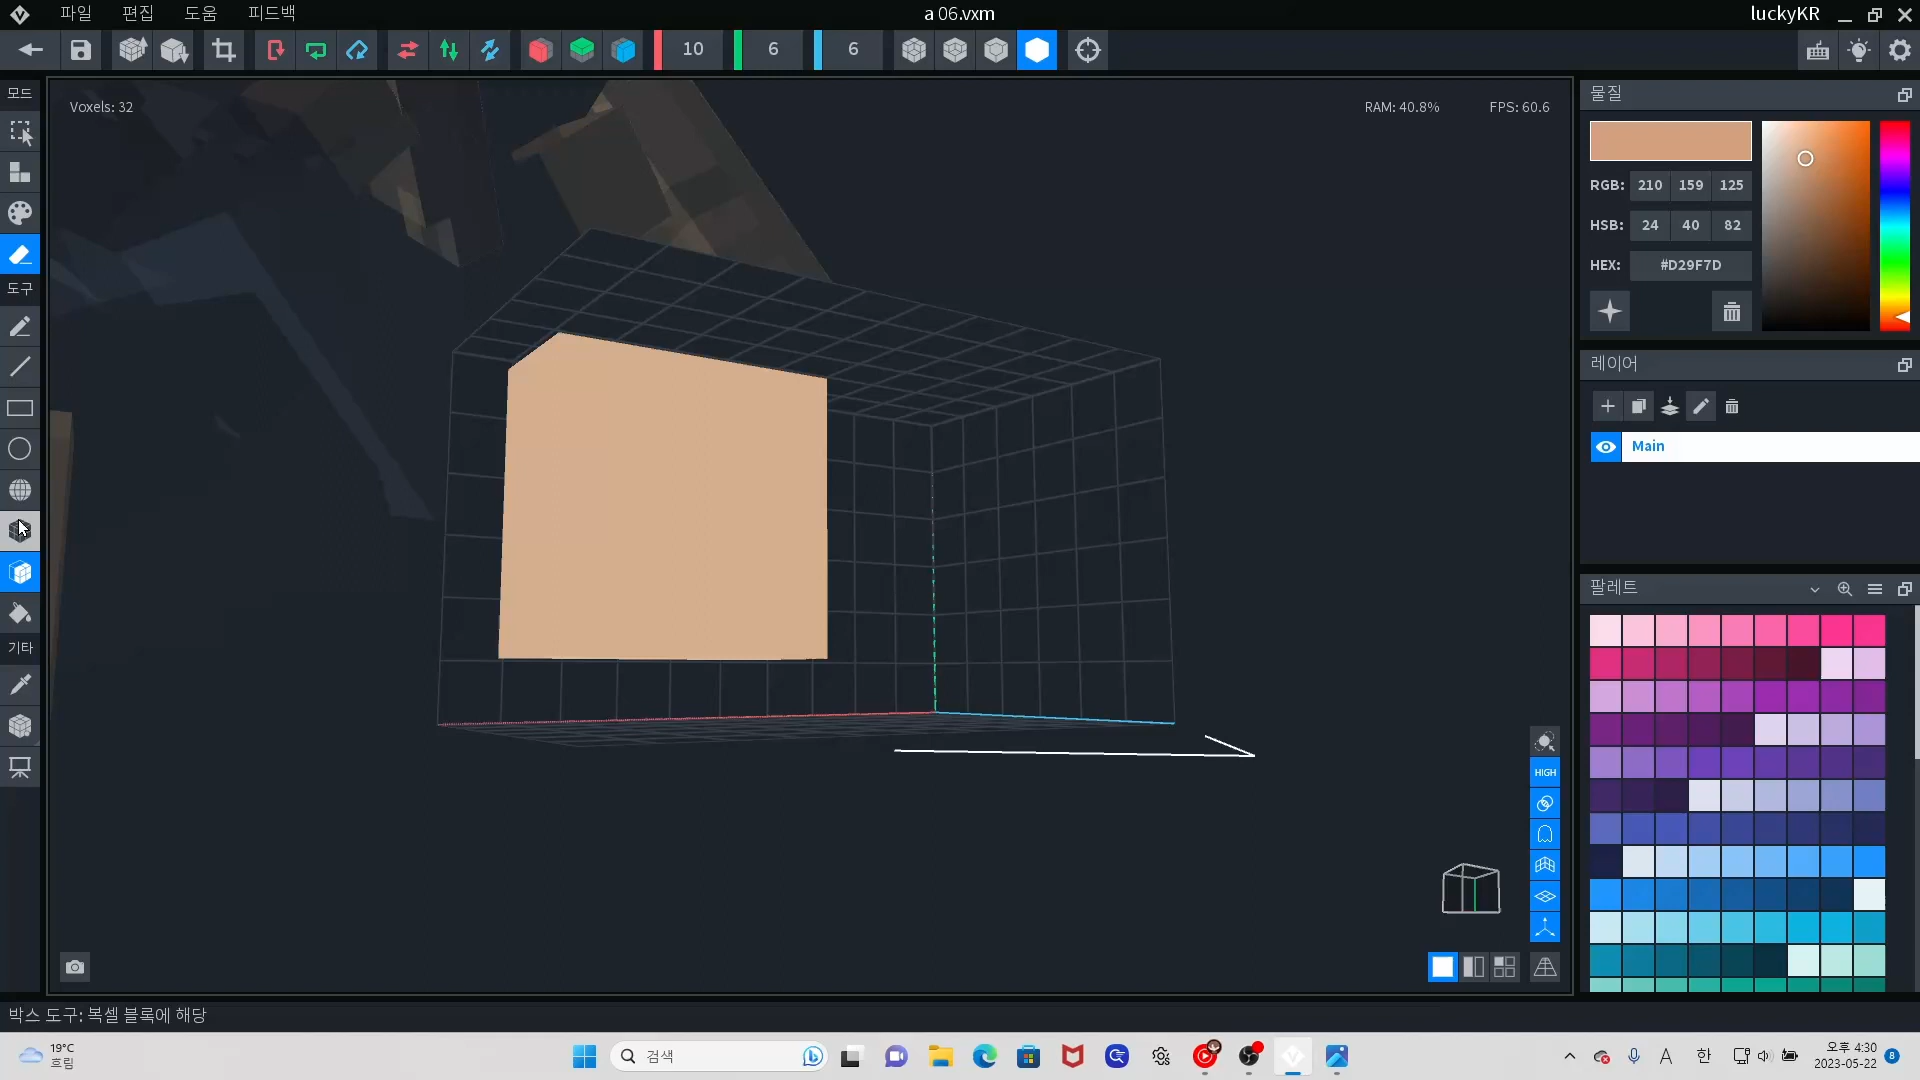 파일 편집 도움 피드백
a 06.vxm
luckyKR
10 6 6
모드
도구
기타
Voxels: 32
RAM: 40.8%
FPS: 60.6
물질
RGB: 210 159 125
HSB: 24 40 82
HEX: #D29F7D
레이어
Main
팔레트
HIGH
박스 도구: 복셀 블록에 해당
19°C
흐림
검색
A 한
오후 4:30
2023-05-22
8